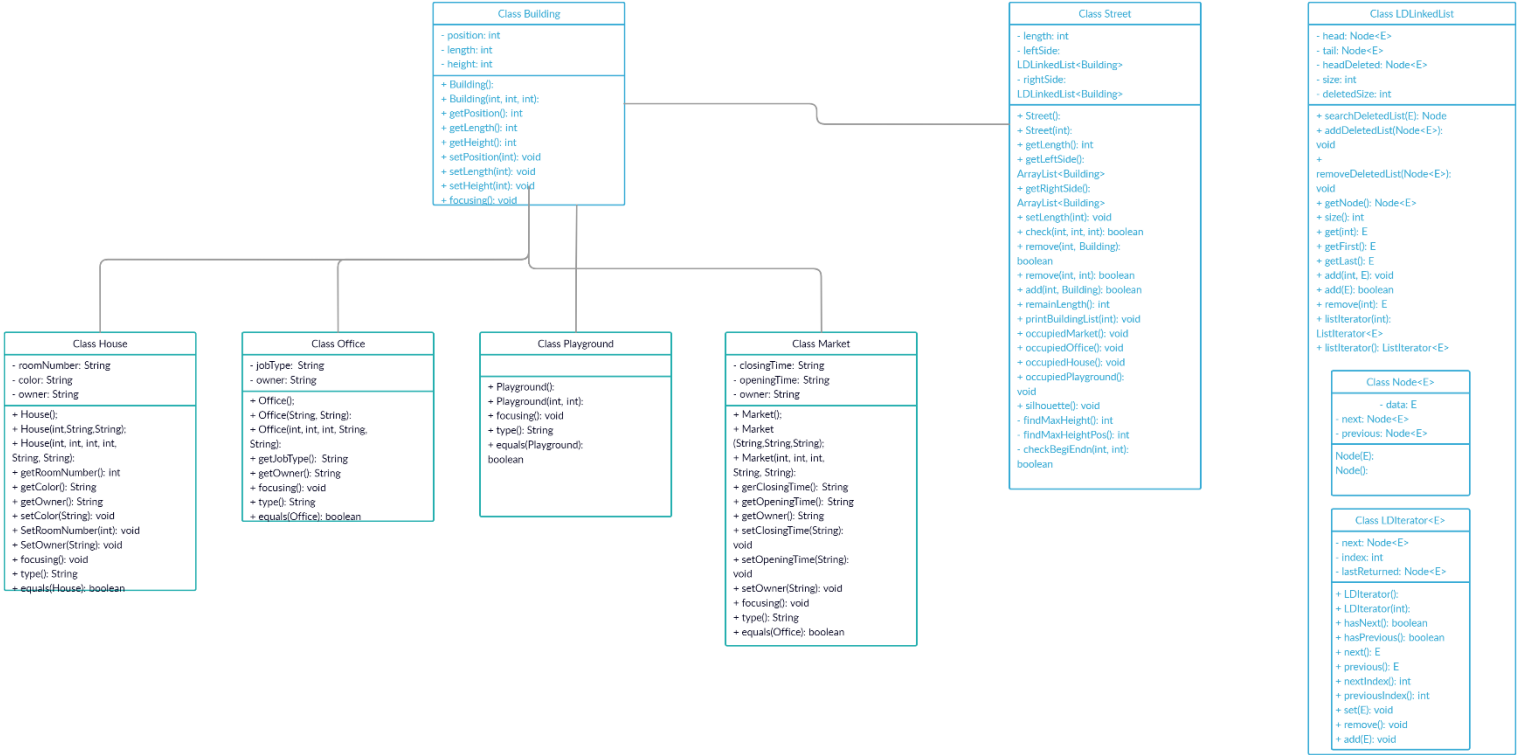 Class Building
- position: int
- length: int
- height: int
+ Building():
+ Building(int, int, int):
+ getPosition(): int
+ getLength(): int
+ getHeight(): int
+ setPosition(int): void
+ setLength(int): void
+ setHeight(int): void
+ focusing(): void
Class Street
- length: int
- leftSide:
LDLinkedList<Building>
- rightSide:
LDLinkedList<Building>
+ Street():
+ Street(int):
+ getLength(): int
+ getLeftSide():
ArrayList<Building>
+ getRightSide():
ArrayList<Building>
+ setLength(int): void
+ check(int, int, int): boolean
+ remove(int, Building):
boolean
+ remove(int, int): boolean
+ add(int, Building): boolean
+ remainLength(): int
+ printBuildingList(int): void
+ occupiedMarket(): void
+ occupiedOffice(): void
+ occupiedHouse(): void
+ occupiedPlayground():
void
+ silhouette(): void
- findMaxHeight(): int
- findMaxHeightPos(): int
- checkBegiEndn(int, int):
boolean
Class LDLinkedList
- head: Node<E>
- tail: Node<E>
- headDeleted: Node<E>
- size: int
- deletedSize: int
+ searchDeletedList(E): Node
+ addDeletedList(Node<E>):
void
+
removeDeletedList(Node<E>):
void
+ getNode(): Node<E>
+ size(): int
+ get(int): E
+ getFirst(): E
+ getLast(): E
+ add(int, E): void
+ add(E): boolean
+ remove(int): E
+ listIterator(int):
ListIterator<E>
+ listIterator(): ListIterator<E>
Class Node<E>
- data: E
- next: Node<E>
- previous: Node<E>
Node(E):
Node():
Class LDIterator<E>
- next: Node<E>
- index: int
- lastReturned: Node<E>
+ LDIterator():
+ LDIterator(int):
+ hasNext(): boolean
+ hasPrevious(): boolean
+ next(): E
+ previous(): E
+ nextIndex(): int
+ previousIndex(): int
+ set(E): void
+ remove(): void
+ add(E): void
Class House
- roomNumber: String
- color: String
- owner: String
+ House();
+ House(int,String,String);
+ House(int, int, int, int,
String, String):
+ getRoomNumber(): int
+ getColor(): String
+ getOwner(): String
+ setColor(String): void
+ SetRoomNumber(int): void
+ SetOwner(String): void
+ focusing(): void
+ type(): String
+ equals(House): boolean
Class Office
- jobType: String
- owner: String
+ Office();
+ Office(String, String):
+ Office(int, int, int, String,
String):
+ getJobType(): String
+ getOwner(): String
+ focusing(): void
+ type(): String
+ equals(Office): boolean
Class Playground
+ Playground():
+ Playground(int, int):
+ focusing(): void
+ type(): String
+ equals(Playground):
boolean
Class Market
- closingTime: String
- openingTime: String
- owner: String
+ Market();
+ Market
(String,String,String);
+ Market(int, int, int,
String, String):
+ gerClosingTime(): String
+ getOpeningTime(): String
+ getOwner(): String
+ setClosingTime(String):
void
+ setOpeningTime(String):
void
+ setOwner(String): void
+ focusing(): void
+ type(): String
+ equals(Office): boolean